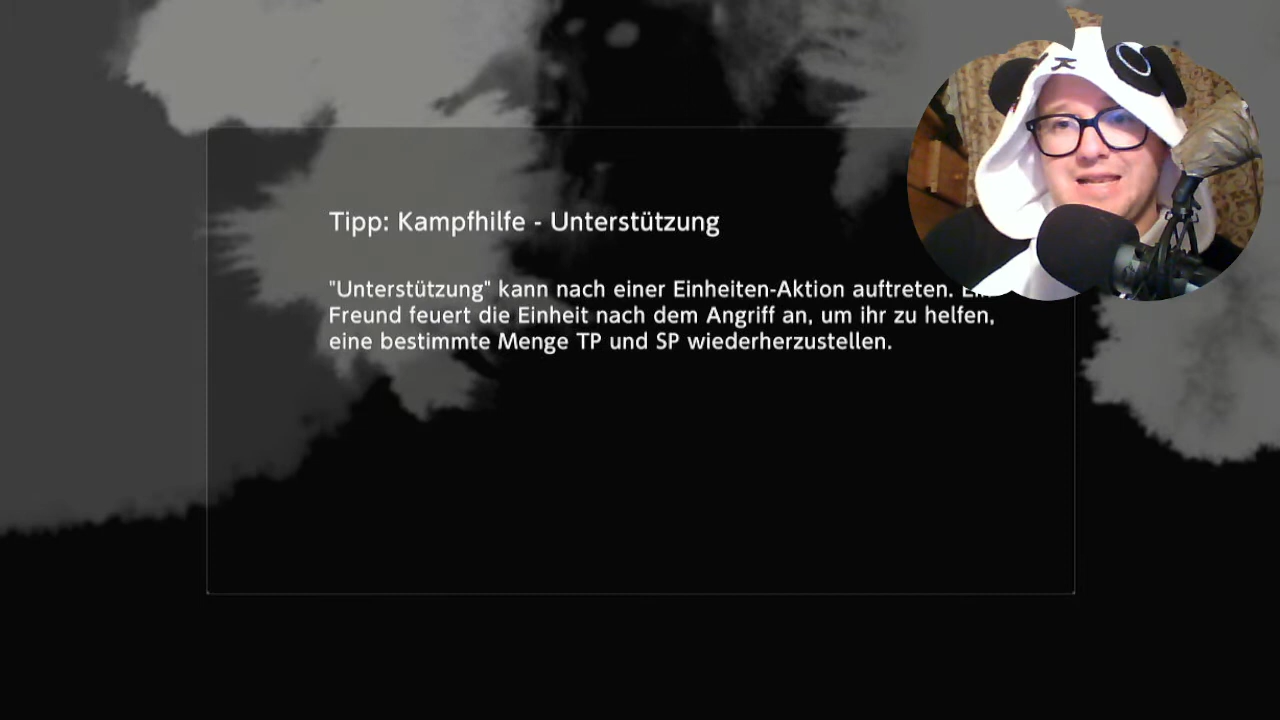 Tipp: Kampfhilfe - Unterstützung
"Unterstützung" kann nach einer Einheiten-Aktion auftreten.
Freund feuert die Einheit nach dem Angriff an, um ihr zu helfen,
eine bestimmte Menge TP und SP wiederherzustellen.